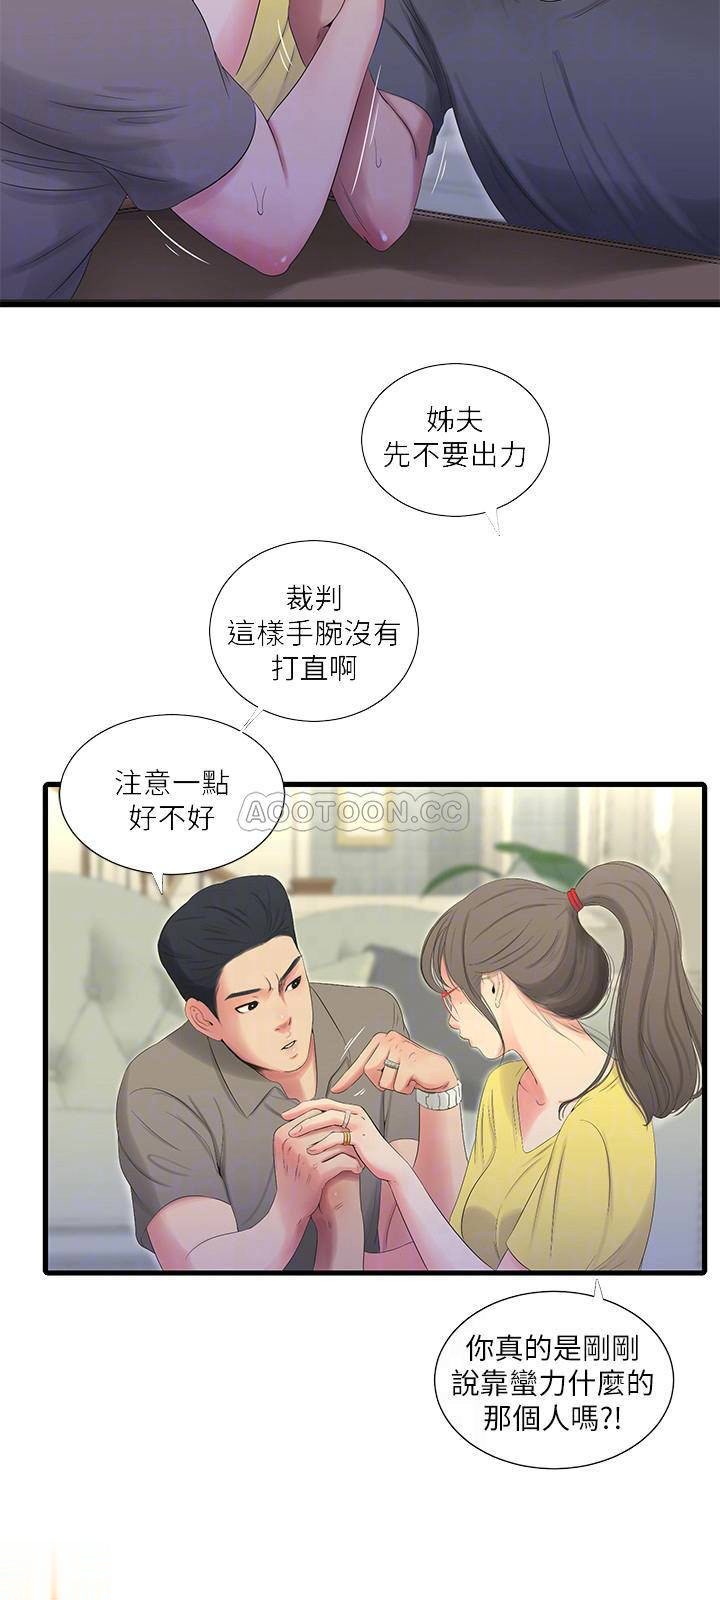 姊夫
先不要出力
裁判
這樣手腕沒有
打直啊
注意一點
好不好
AOOTOON.CC
你真的是剛剛
說靠蠻力什麼的
那個人嗎?!